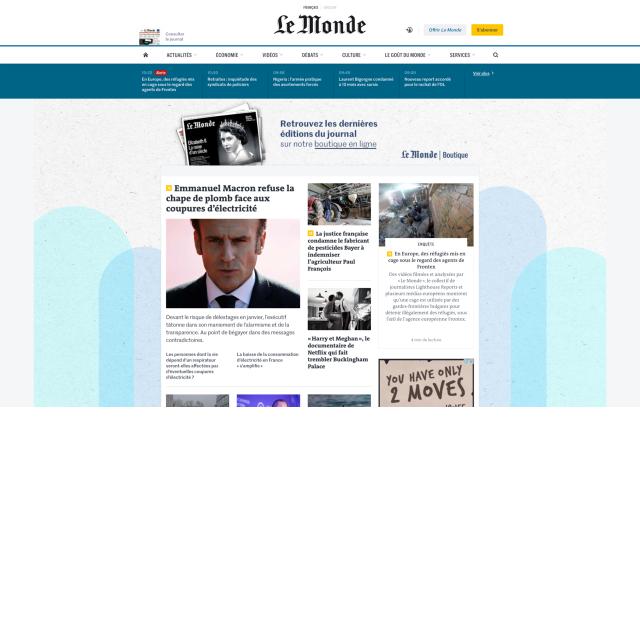 FRANÇAIS
Consulter
le journal
Le Monde
Offrir Le Monde
S'abonner
ACTUALITÉS
ÉCONOMIE
VIDÉOS
DÉBATS
CULTURE
LE GOÛT DU MONDE
SERVICES
Alerte
En Europe, des réfugiés mis
en cage sous le regard des
agents de Frontex
Retraites : inquiétude des
syndicats de policiers
Nigeria : l'armée pratique
des avortements forcés
Laurent Bigorgne condamné
à 12 mois avec sursis
Nouveau report accordé
pour le rachat de l'OL
Voir plus
Le Monde
Retrouvez les dernières
éditions du journal
sur notre boutique en ligne
Le Monde | Boutique
Emmanuel Macron refuse la
chape de plomb face aux
coupures d'électricité
Devant le risque de délestages en janvier, l'exécutif
tâtonne dans son maniement de l'alarmisme et de la
transparence. Au point de bégayer dans des messages
contradictoires.
Les personnes dont la vie
dépend d'un respirateur
seront-elles affectées par
d'éventuelles coupures
d'électricité ?
La baisse de la consommation
d'électricité en France
« s'amplifie »
La justice française
condamne le fabricant
de pesticides Bayer à
indemniser
l'agriculteur Paul
François
« Harry et Meghan », le
documentaire de
Netflix qui fait
trembler Buckingham
Palace
ENQUÊTE
En Europe, des réfugiés mis en
cage sous le regard des agents de
Frontex
Des vidéos filmées et analysées par
« Le Monde », le collectif de
journalistes Lighthouse Reports et
plusieurs médias européens montrent
qu'une cage est utilisée par des
gardes-frontières bulgares pour
détenir illégalement des réfugiés, sous
l'œil de l'agence européenne Frontex.
YOU HAVE ONLY
2 MOVES